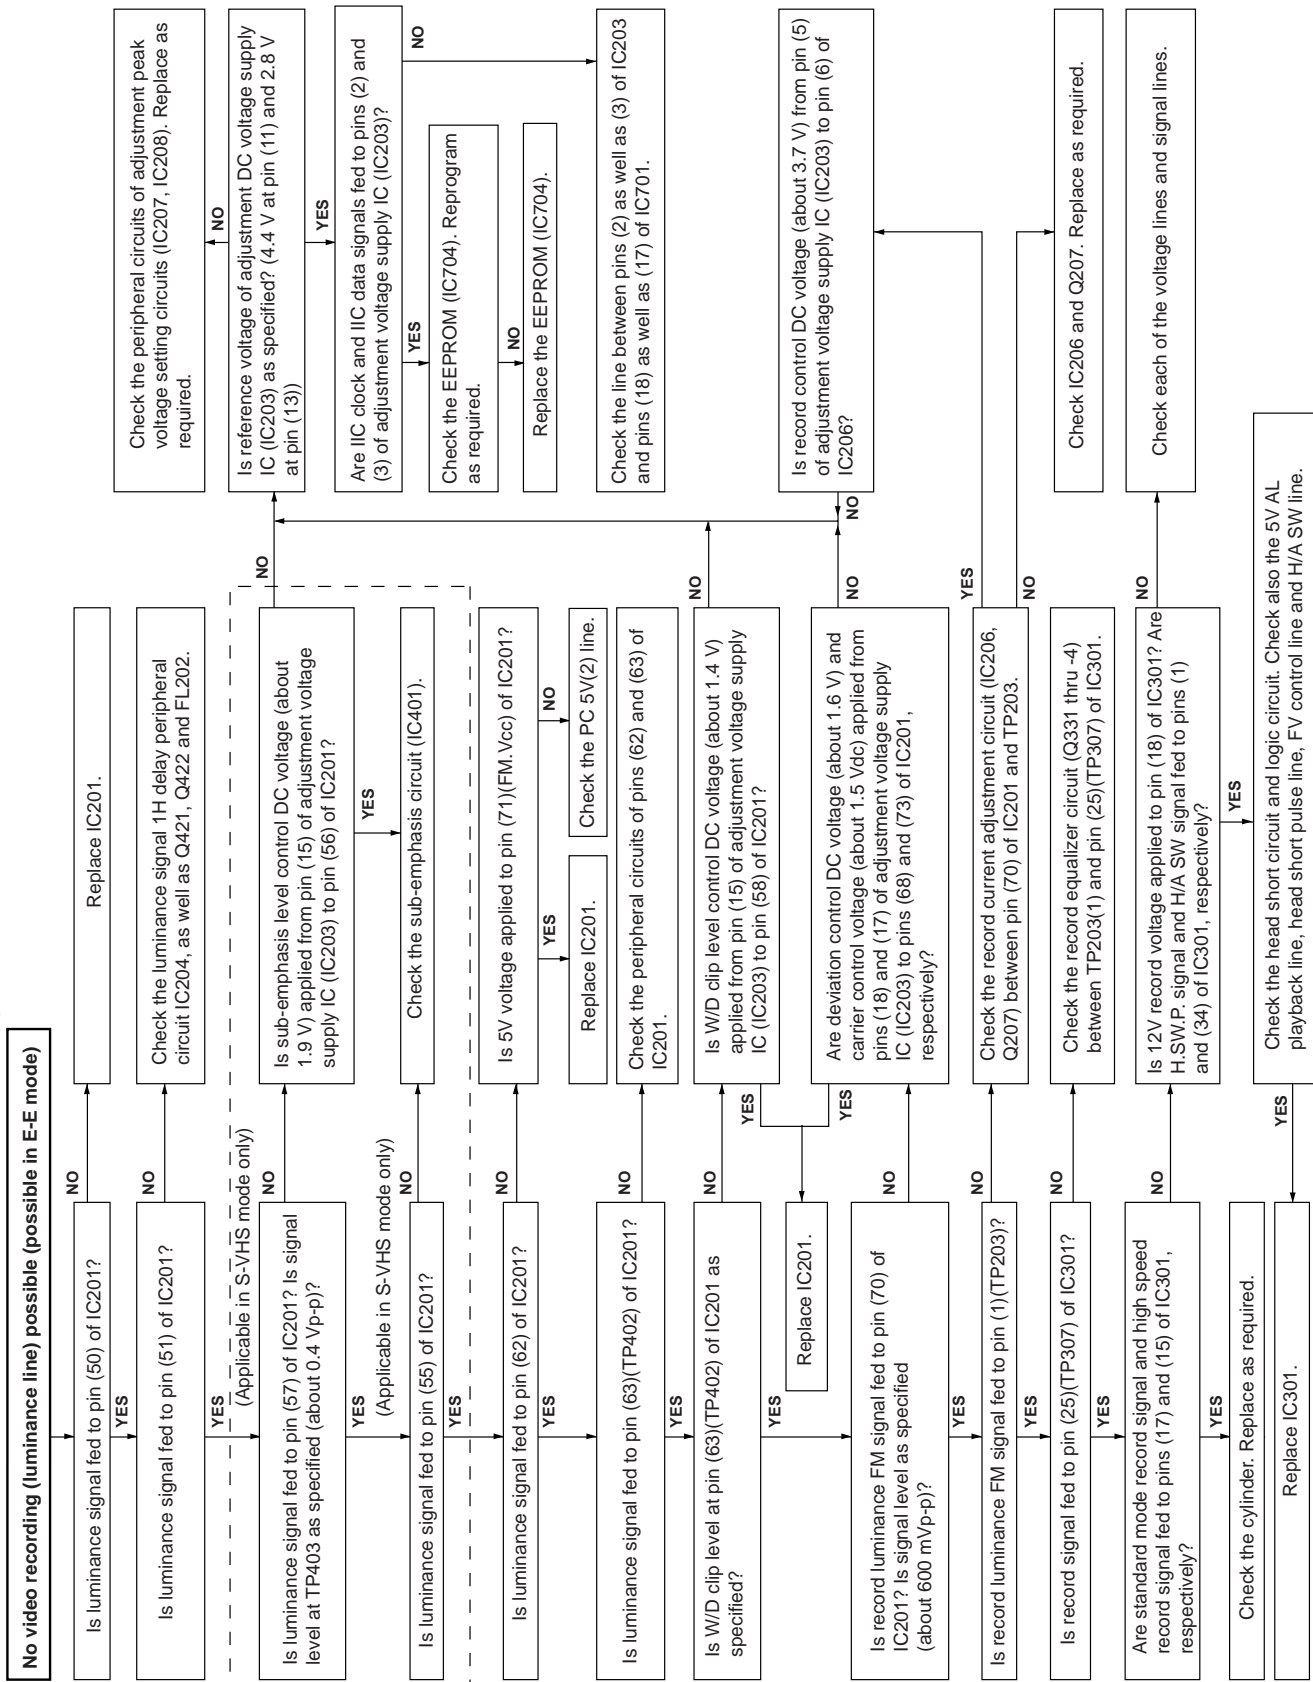 No video recording (luminance line) possible (possible in E-E mode)
Is luminance signal fed to pin (50) of IC201?
NO
Replace IC201.
YES
Is luminance signal fed to pin (51) of IC201?
NO
Check the luminance signal 1H delay peripheral
circuit IC204, as well as Q421, Q422 and FL202.
YES
(Applicable in S-VHS mode only)
Is luminance signal fed to pin (57) of IC201? Is signal
level at TP403 as specified (about 0.4 Vp-p)?
NO
Is sub-emphasis level control DC voltage (about
1.9 V) applied from pin (15) of adjustment voltage
supply IC (IC203) to pin (56) of IC201?
NO
YES
YES
(Applicable in S-VHS mode only)
Is luminance signal fed to pin (55) of IC201?
NO
Check the sub-emphasis circuit (IC401).
YES
Is luminance signal fed to pin (62) of IC201?
NO
Is 5V voltage applied to pin (71)(FM.Vcc) of IC201?
YES
NO
Replace IC201.
Check the PC 5V(2) line.
YES
Is luminance signal fed to pin (63)(TP402) of IC201?
NO
Check the peripheral circuits of pins (62) and (63) of
IC201.
YES
Is W/D clip level at pin (63)(TP402) of IC201 as
specified?
NO
Is W/D clip level control DC voltage (about 1.4 V)
applied from pin (15) of adjustment voltage supply
IC (IC203) to pin (58) of IC201?
NO
YES
YES
Replace IC201.
Is record luminance FM signal fed to pin (70) of
IC201? Is signal level as specified
(about 600 mVp-p)?
NO
Are deviation control DC voltage (about 1.6 V) and
carrier control voltage (about 1.5 Vdc) applied from
pins (18) and (17) of adjustment voltage supply
IC (IC203) to pins (68) and (73) of IC201,
respectively?
YES
NO
YES
Is record luminance FM signal fed to pin (1)(TP203)?
NO
Check the record current adjustment circuit (IC206,
Q207) between pin (70) of IC201 and TP203.
YES
NO
YES
Is record signal fed to pin (25)(TP307) of IC301?
NO
Check the record equalizer circuit (Q331 thru -4)
between TP203(1) and pin (25)(TP307) of IC301.
YES
Are standard mode record signal and high speed
record signal fed to pins (17) and (15) of IC301,
respectively?
NO
Is 12V record voltage applied to pin (18) of IC301? Are
H.SW.P. signal and H/A SW signal fed to pins (1)
and (34) of IC301, respectively?
NO
Check each of the voltage lines and signal lines.
YES
YES
Check the cylinder. Replace as required.
Check the head short circuit and logic circuit. Check also the 5V AL
playback line, head short pulse line, FV control line and H/A SW line.
YES
Replace IC301.
Check the peripheral circuits of adjustment peak
voltage setting circuits (IC207, IC208). Replace as
required.
NO
Is reference voltage of adjustment DC voltage supply
IC (IC203) as specified? (4.4 V at pin (11) and 2.8 V
at pin (13))
YES
Are IIC clock and IIC data signals fed to pins (2) and
(3) of adjustment voltage supply IC (IC203)?
YES
NO
Check the EEPROM (IC704). Reprogram
as required.
NO
Replace the EEPROM (IC704).
Check the line between pins (2) as well as (3) of IC203
and pins (18) as well as (17) of IC701.
Is record control DC voltage (about 3.7 V) from pin (5)
of adjustment voltage supply IC (IC203) to pin (6) of
IC206?
NO
Check IC206 and Q207. Replace as required.